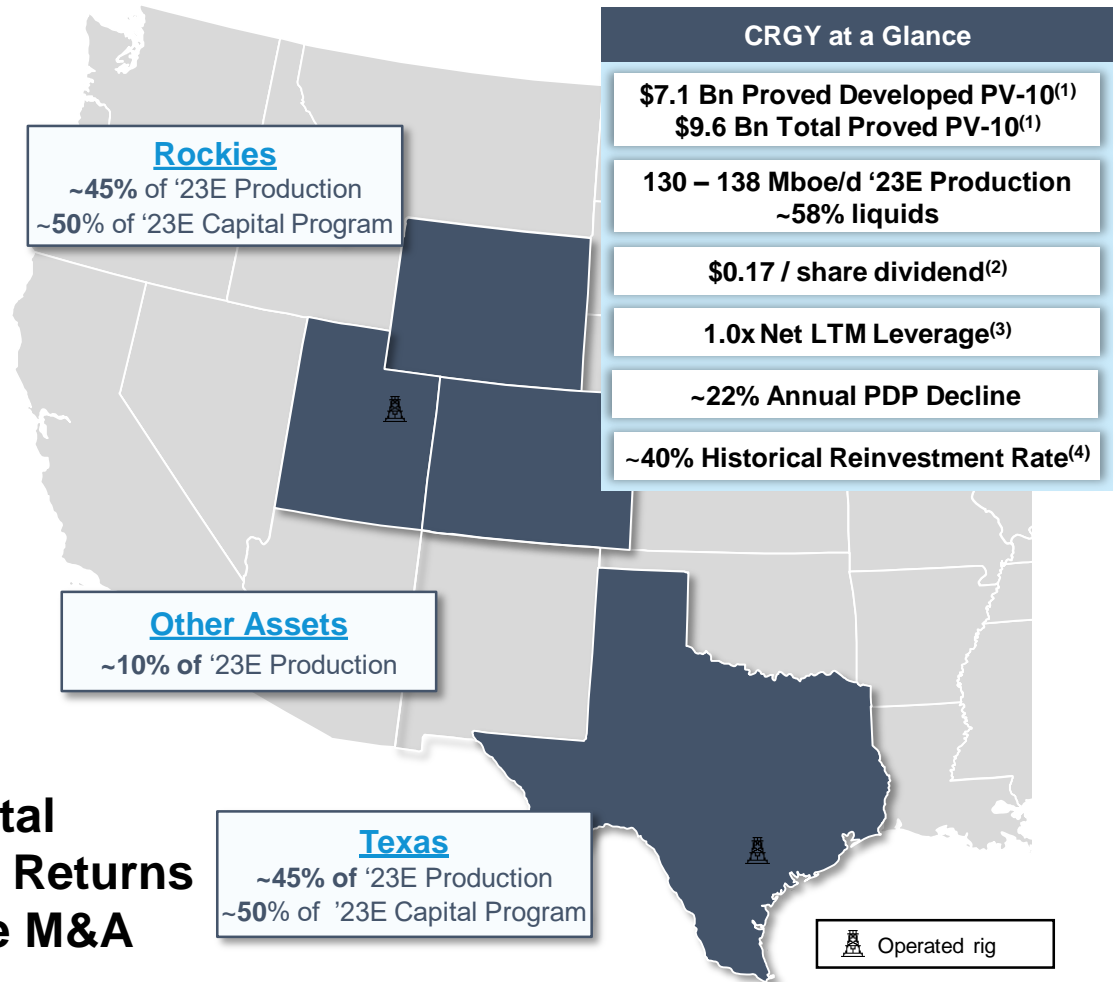 CRGY at a Glance
$7.1 Bn Proved Developed PV-10(1)
$9.6 Bn Total Proved PV-10(1)
130 – 138 Mboe/d ‘23E Production
~58% liquids
$0.17 / share dividend(2)
1.0x Net LTM Leverage(3)
~22% Annual PDP Decline
~40% Historical Reinvestment Rate(4)
Rockies
~45% of ‘23E Production
~50% of ‘23E Capital Program
Other Assets
~10% of ‘23E Production
Texas
~45% of ‘23E Production
~50% of ’23E Capital Program
Returns
M&A
Operated rig